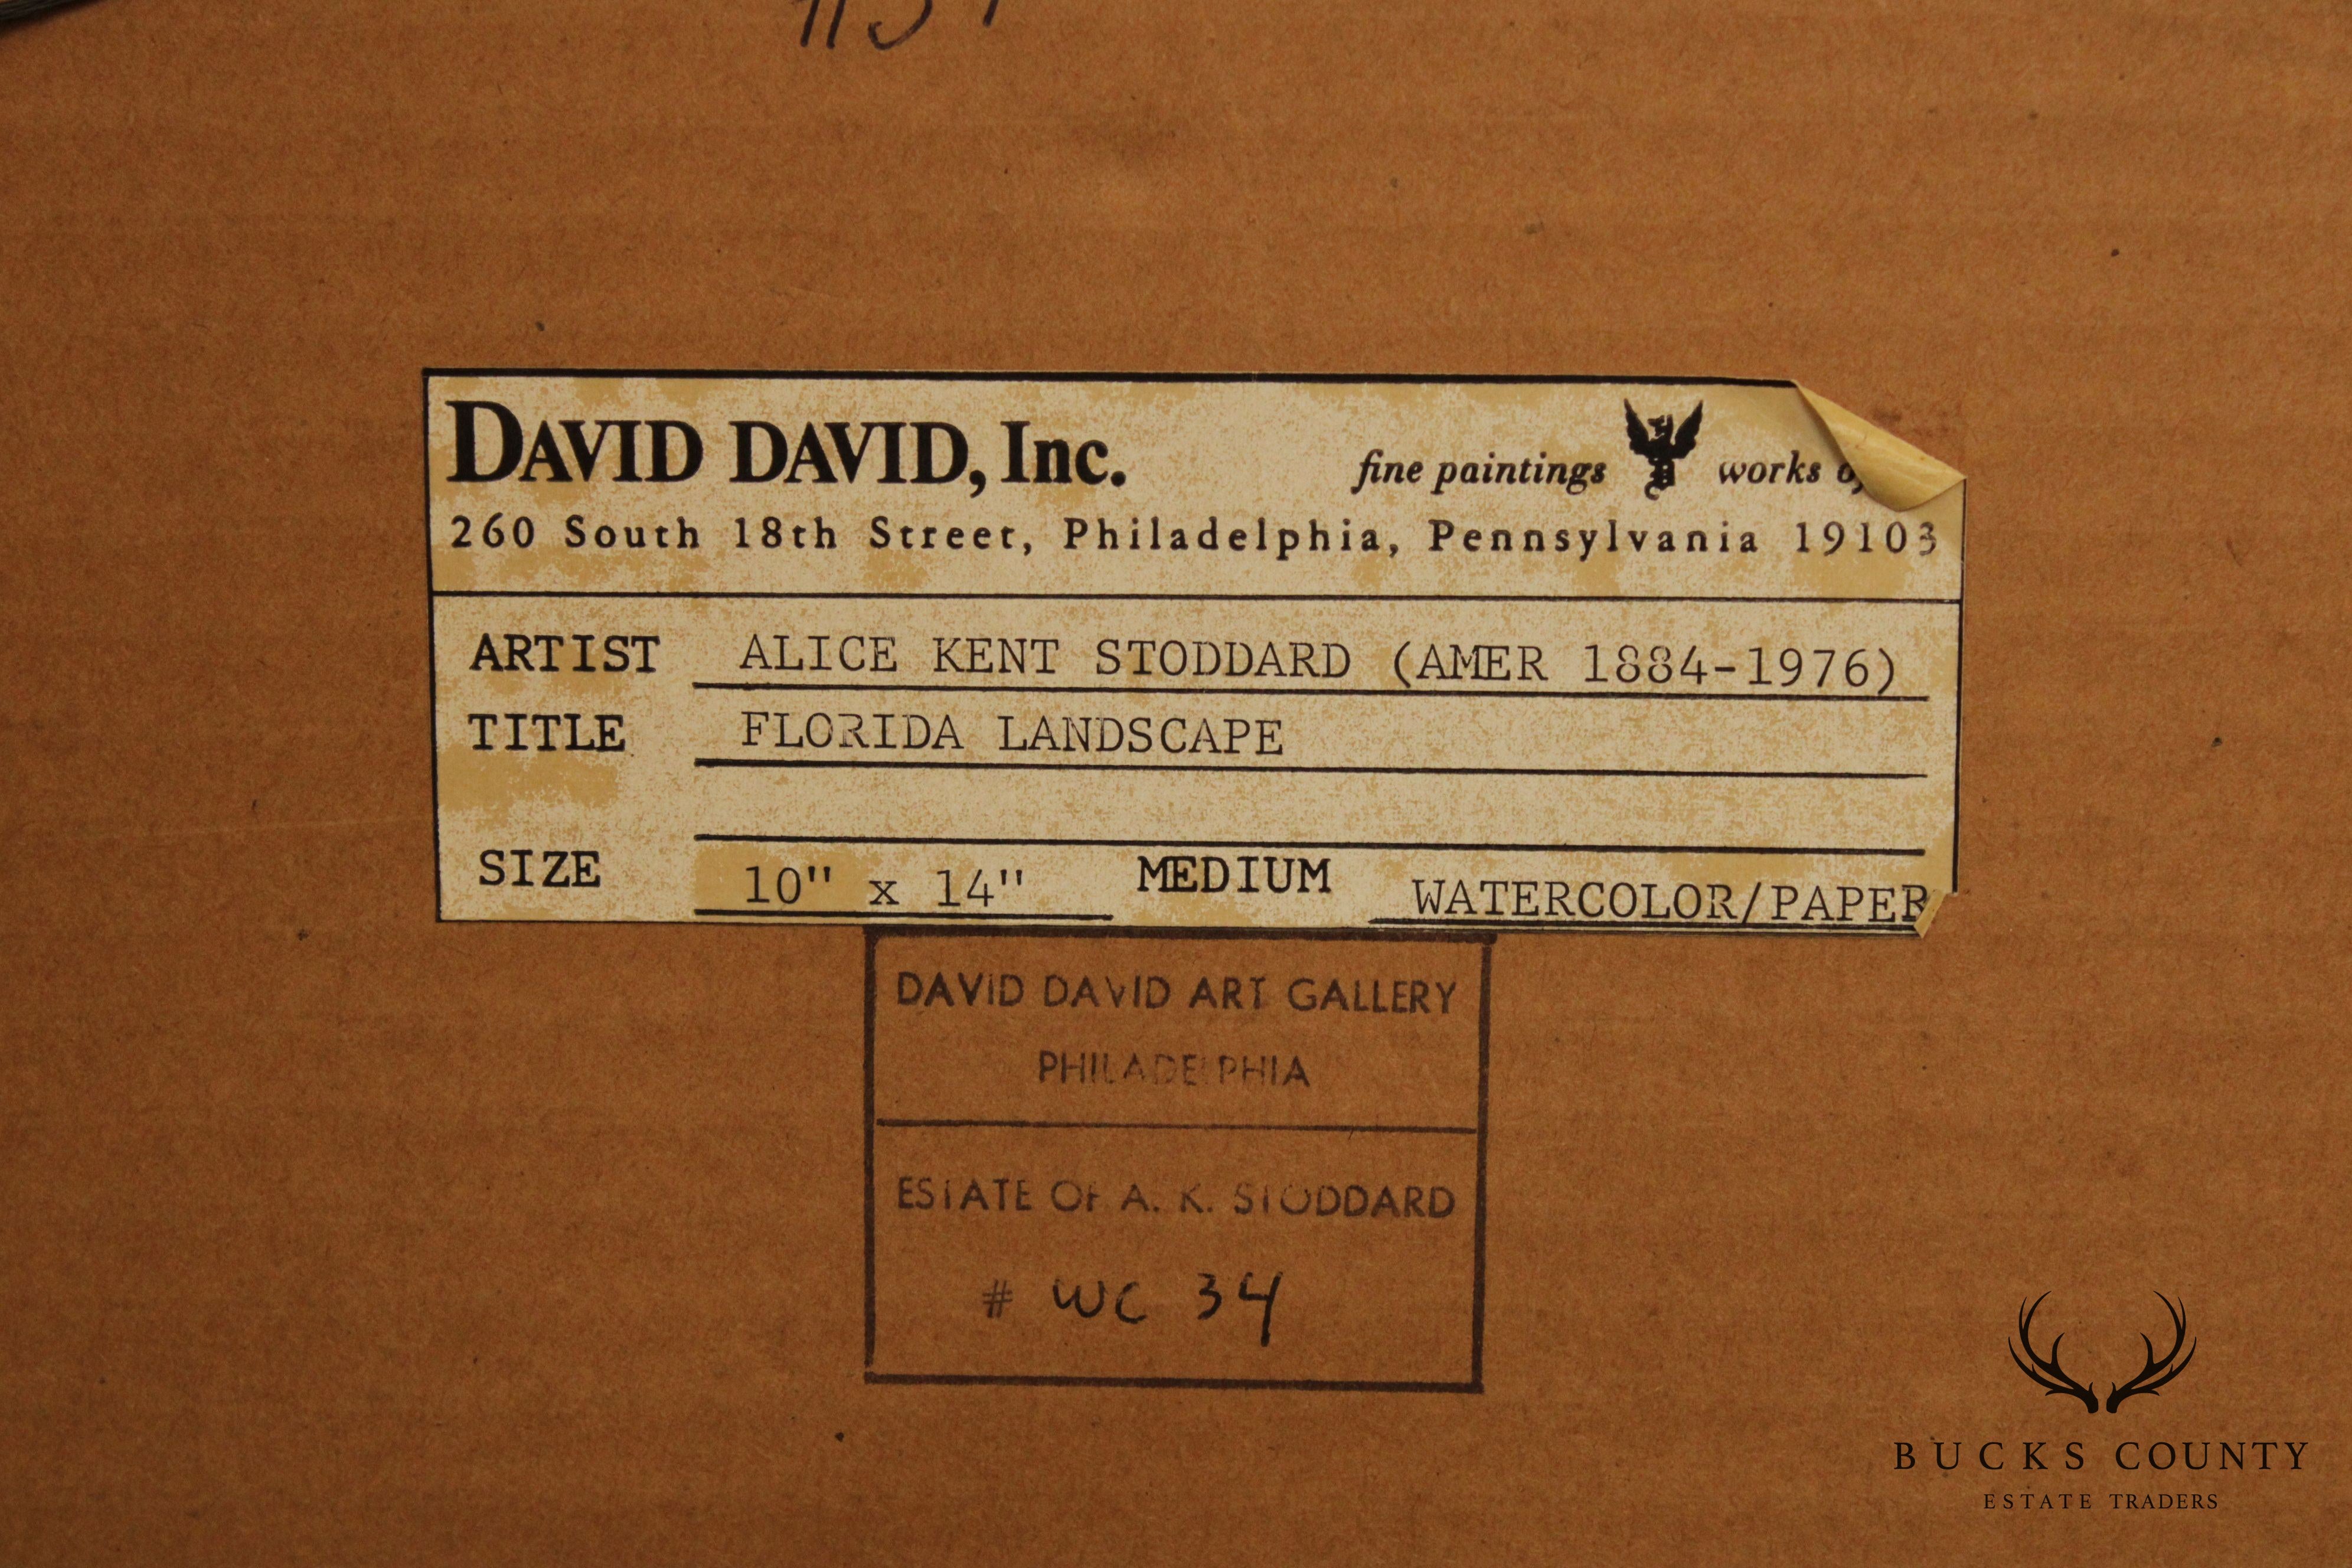 DAVID DAVID, Inc.
fine paintings works
260 South 18th Street, Philadelphia, Pennsylvania 19103
ARTIST ALICE KENT STODDARD (AMER 1884-1976)
TITLE FLORIDA LANDSCAPE
SIZE 10" x 14" MEDIUM WATERCOLOR/PAPER
DAVID DAVID ART GALLERY
PHILADELPHIA
ESTATE OF A. K. STODDARD
# WC 34
BUCKS COUNTY
ESTATE TRADERS